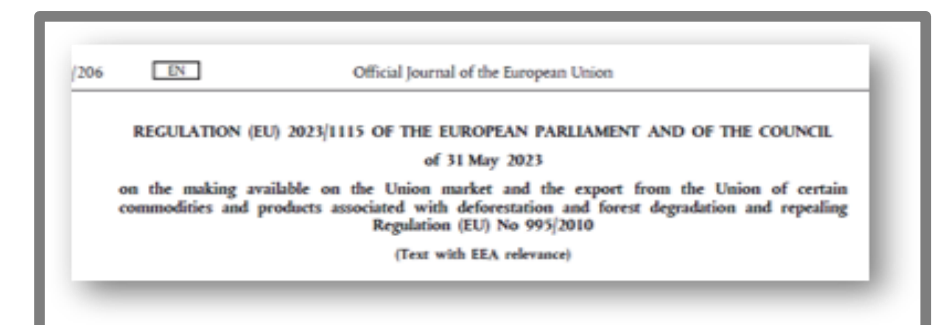 /206 EN Official Journal of the European Union
REGULATION (EU) 2023/1115 OF THE EUROPEAN PARLIAMENT AND OF THE COUNCIL
of 31 May 2023
on the making available on the Union market and the export from the Union of certain
commodities and products associated with deforestation and forest degradation and repealing
Regulation (EU) No 995/2010
(Text with EEA relevance)